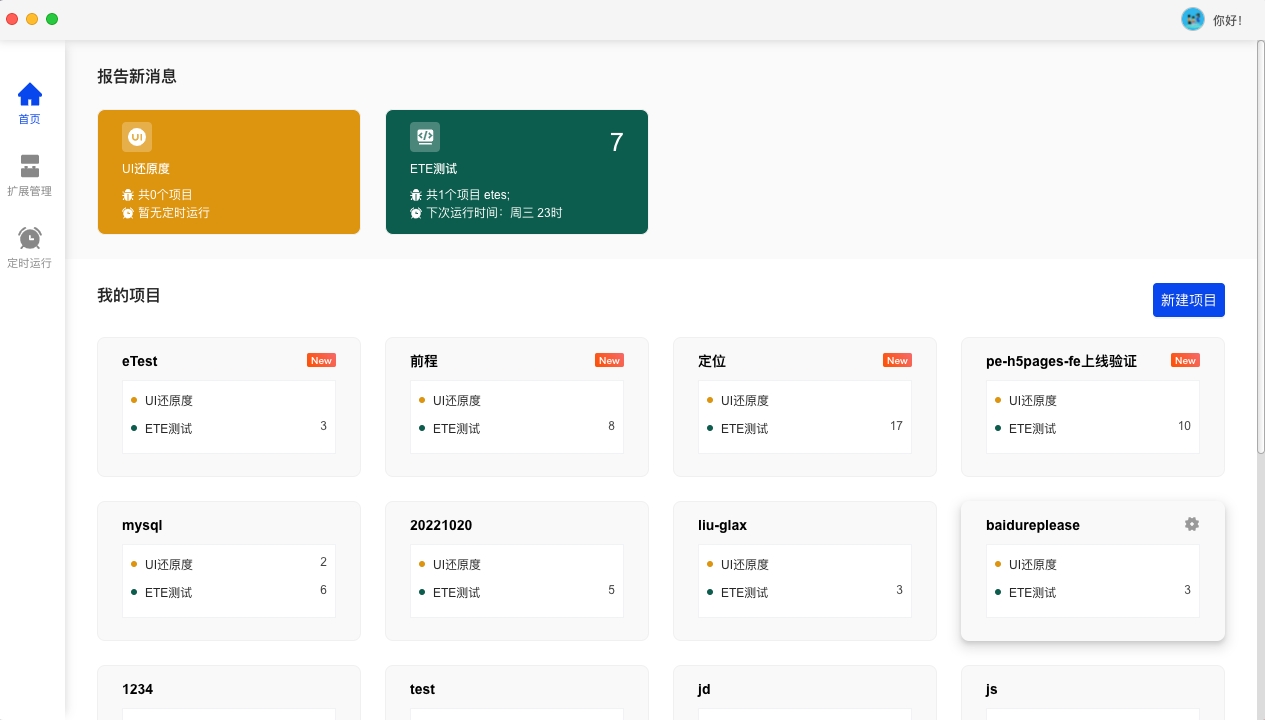 你好!
首页
扩展管理
定时运行
报告新消息
UI
UI还原度
共0个项目
暂无定时运行
7
ETE测试
共1个项目 etes;
下次运行时间：周三 23时
我的项目
新建项目
eTest New
UI还原度
ETE测试 3
前程 New
UI还原度
ETE测试 8
定位 New
UI还原度
ETE测试 17
pe-h5pages-fe上线验证 New
UI还原度
ETE测试 10
mysql
UI还原度 2
ETE测试 6
20221020
UI还原度
ETE测试 5
liu-glax
UI还原度
ETE测试 3
baidureplease
UI还原度
ETE测试 3
1234
test
jd
js